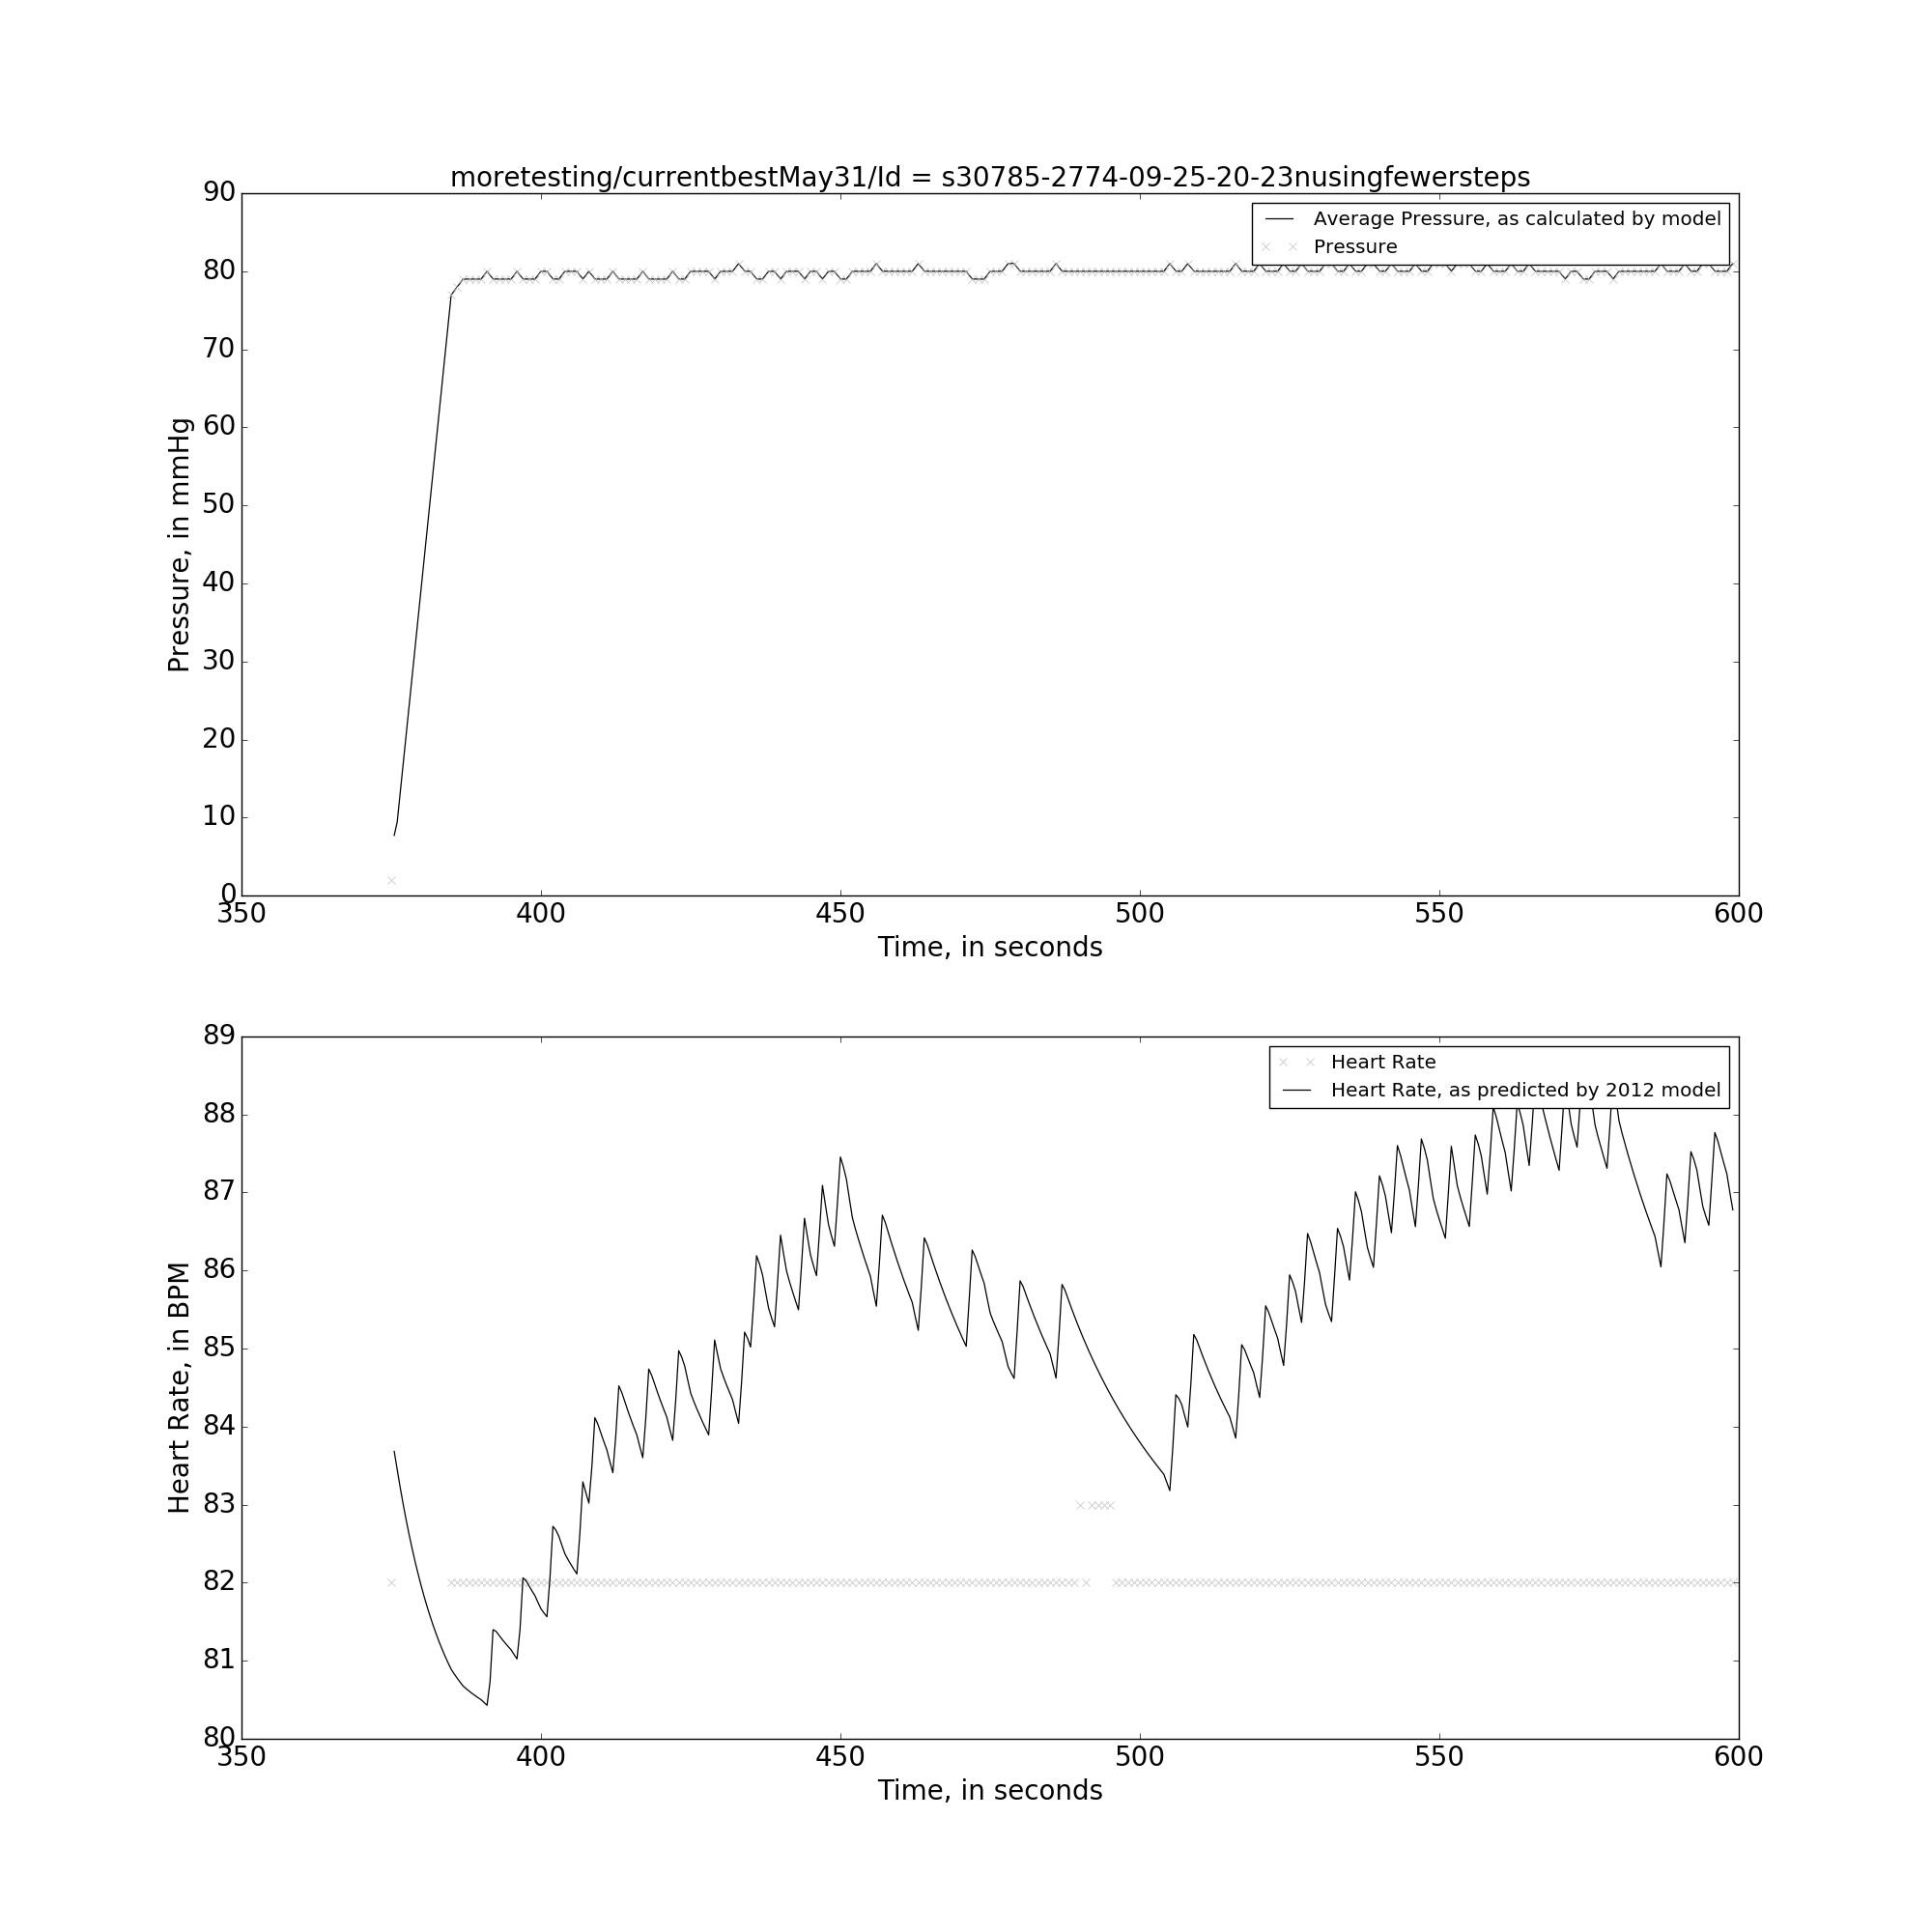 moretesting/currentbestMay31/Id = s30785-2774-09-25-20-23nusingfewersteps
90
80
70
60
50
40
30
20
10
0
Pressure, in mmHg
Average Pressure, as calculated by model
Pressure
350 400 450 500 550 600
Time, in seconds
89
88
87
86
85
84
83
82
81
80
Heart Rate, in BPM
Heart Rate
Heart Rate, as predicted by 2012 model
350 400 450 500 550 600
Time, in seconds